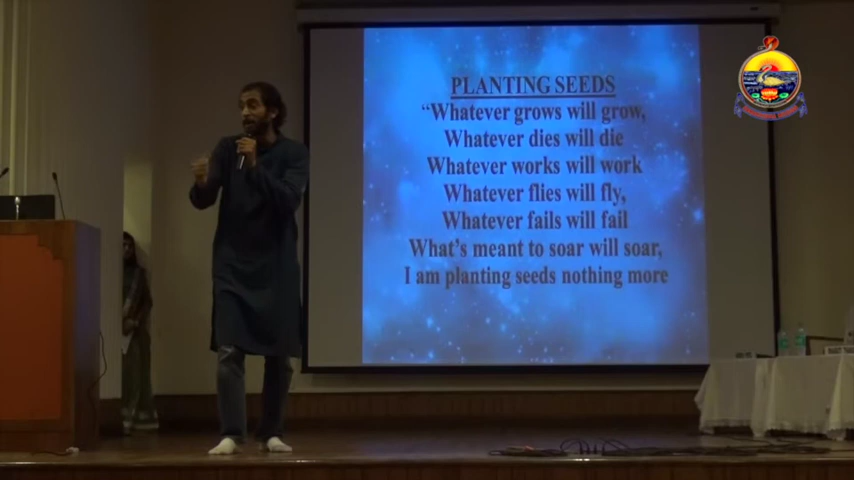 PLANTING SEEDS
“Whatever grows will grow,
Whatever dies will die
Whatever works will work
Whatever flies will fly,
Whatever fails will fail
What’s meant to soar will soar,
I am planting seeds nothing more